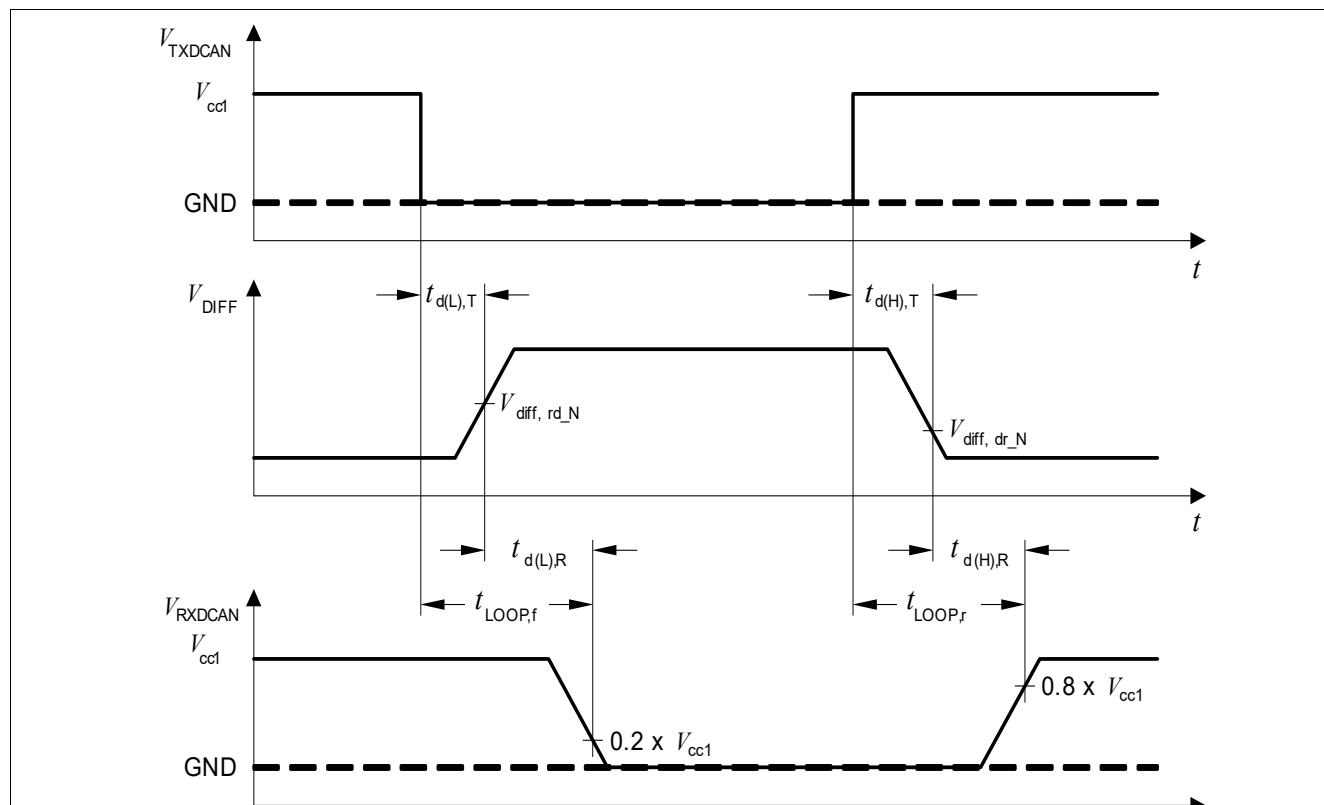 V_TXDCAN
V_cc1
GND
t
V_DIFF
t_d(L),T
t_d(H),T
V_diff, rd_N
V_diff, dr_N
t
t_d(L),R
t_d(H),R
V_RXDCAN
t_LOOP,f
t_LOOP,r
V_cc1
0.8 x V_cc1
0.2 x V_cc1
GND